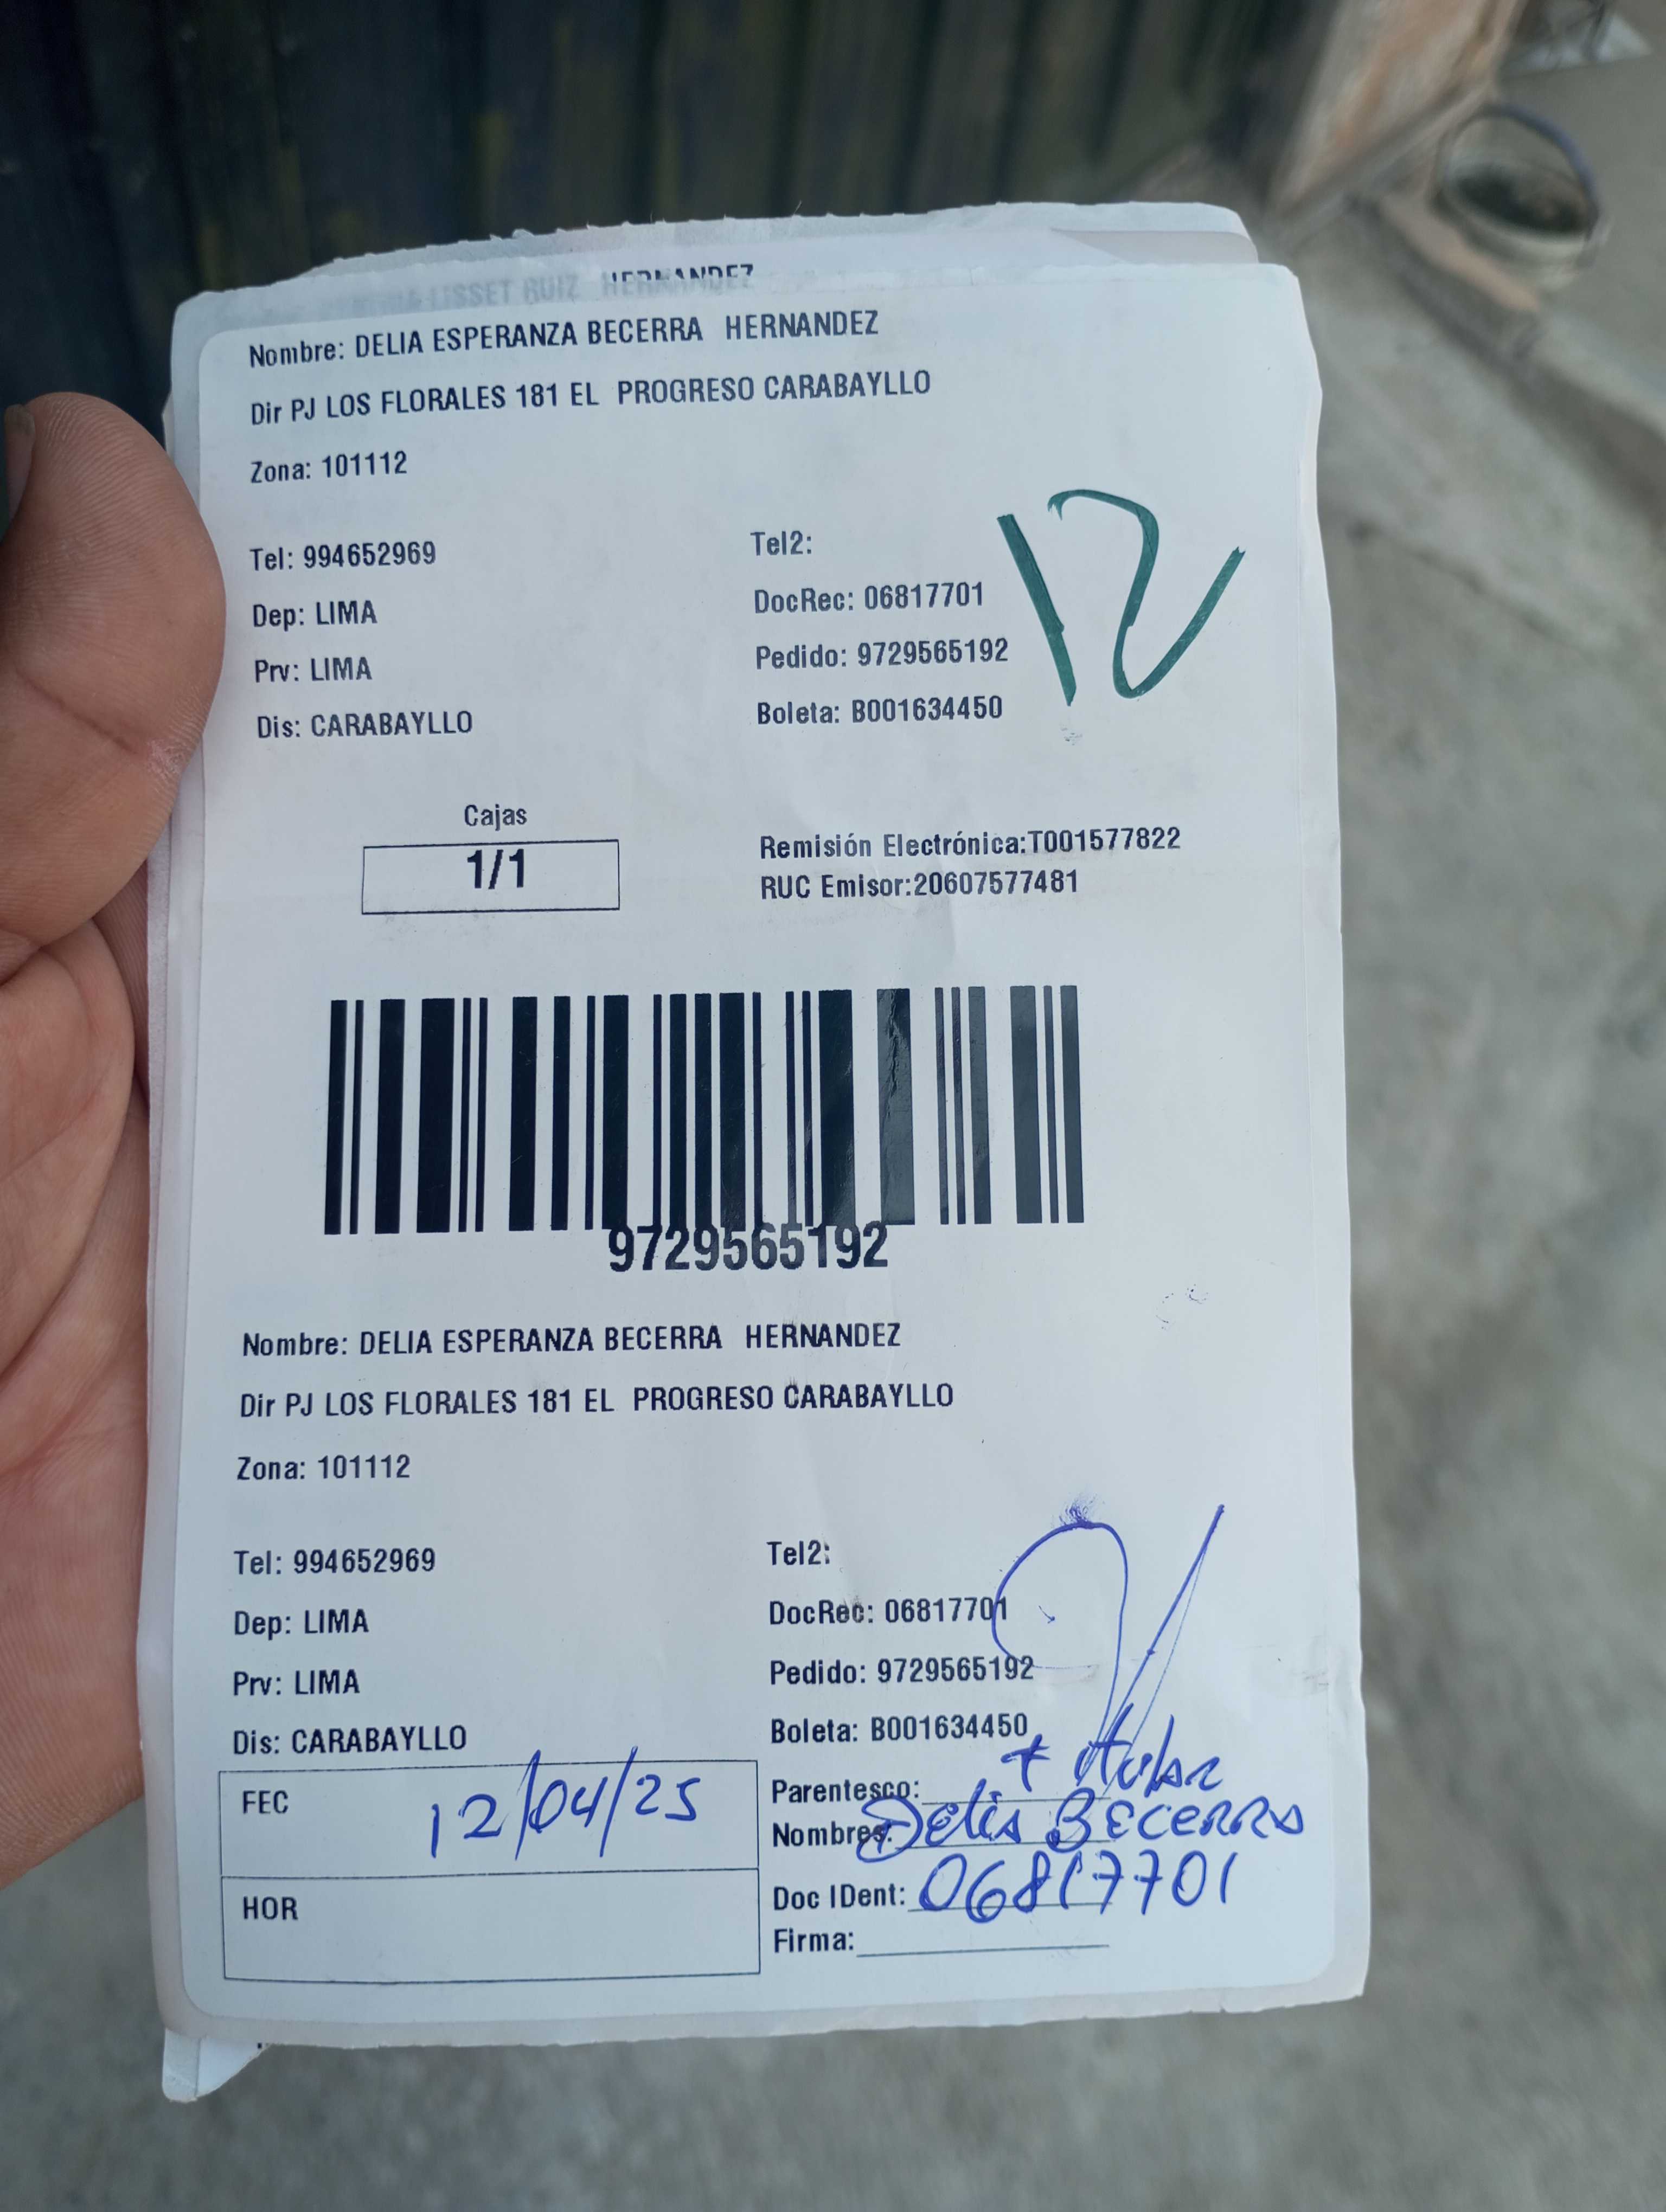 LISSET RUIZ HERNANDEZ
Nombre: DELIA ESPERANZA BECERRA HERNANDEZ
Dir PJ LOS FLORALES 181 EL PROGRESO CARABAYLLO
Zona: 101112
Tel: 994652969
Dep: LIMA
Prv: LIMA
Dis: CARABAYLLO
Tel2:
DocRec: 06817701
Pedido: 9729565192
Boleta: B001634450
12
Cajas
1/1
Remisión Electrónica:T001577822
RUC Emisor:20607577481
9729565192
Nombre: DELIA ESPERANZA BECERRA HERNANDEZ
Dir PJ LOS FLORALES 181 EL PROGRESO CARABAYLLO
Zona: 101112
Tel: 994652969
Dep: LIMA
Prv: LIMA
Dis: CARABAYLLO
Tel2:
DocRec: 06817701
Pedido: 9729565192
Boleta: B001634450
FEC 12/04/25
HOR
Parentesco: + titular
Nombres: Delia BECERRA
Doc IDent: 06817701
Firma: